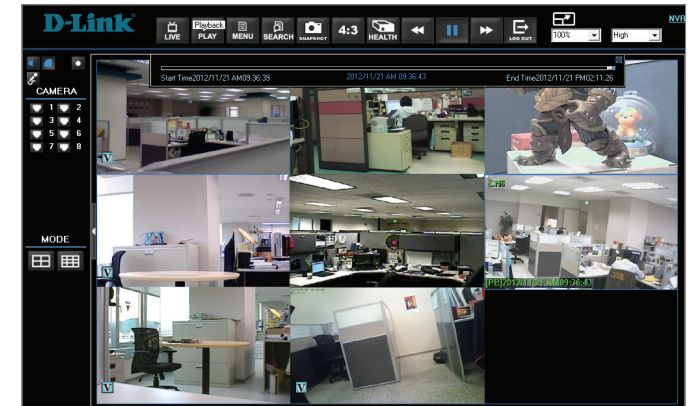 D-Link
LIVE
Playback
PLAY
MENU
SEARCH
SNAPSHOT
4:3
HEALTH
LOG OUT
100%
High
NVR
Start Time2012/11/21 AM09:36:39
2012/11/21 AM 09:36:43
End Time2012/11/21 PM02:11:26
CAMERA
1 2
3 4
5 6
7 8
MODE
V
V
[CH6
[PB]2012/11/21 AM09:36:43
V
V